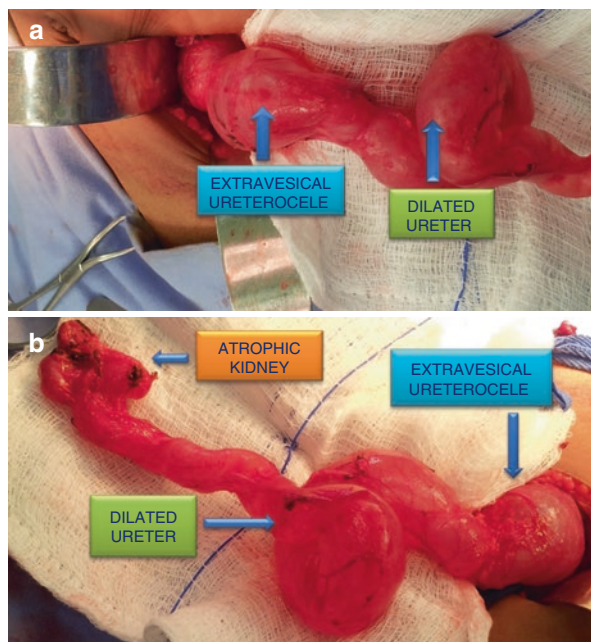 a
EXTRAVESICAL
URETEROCELE
DILATED
URETER
b
ATROPHIC
KIDNEY
EXTRAVESICAL
URETEROCELE
DILATED
URETER